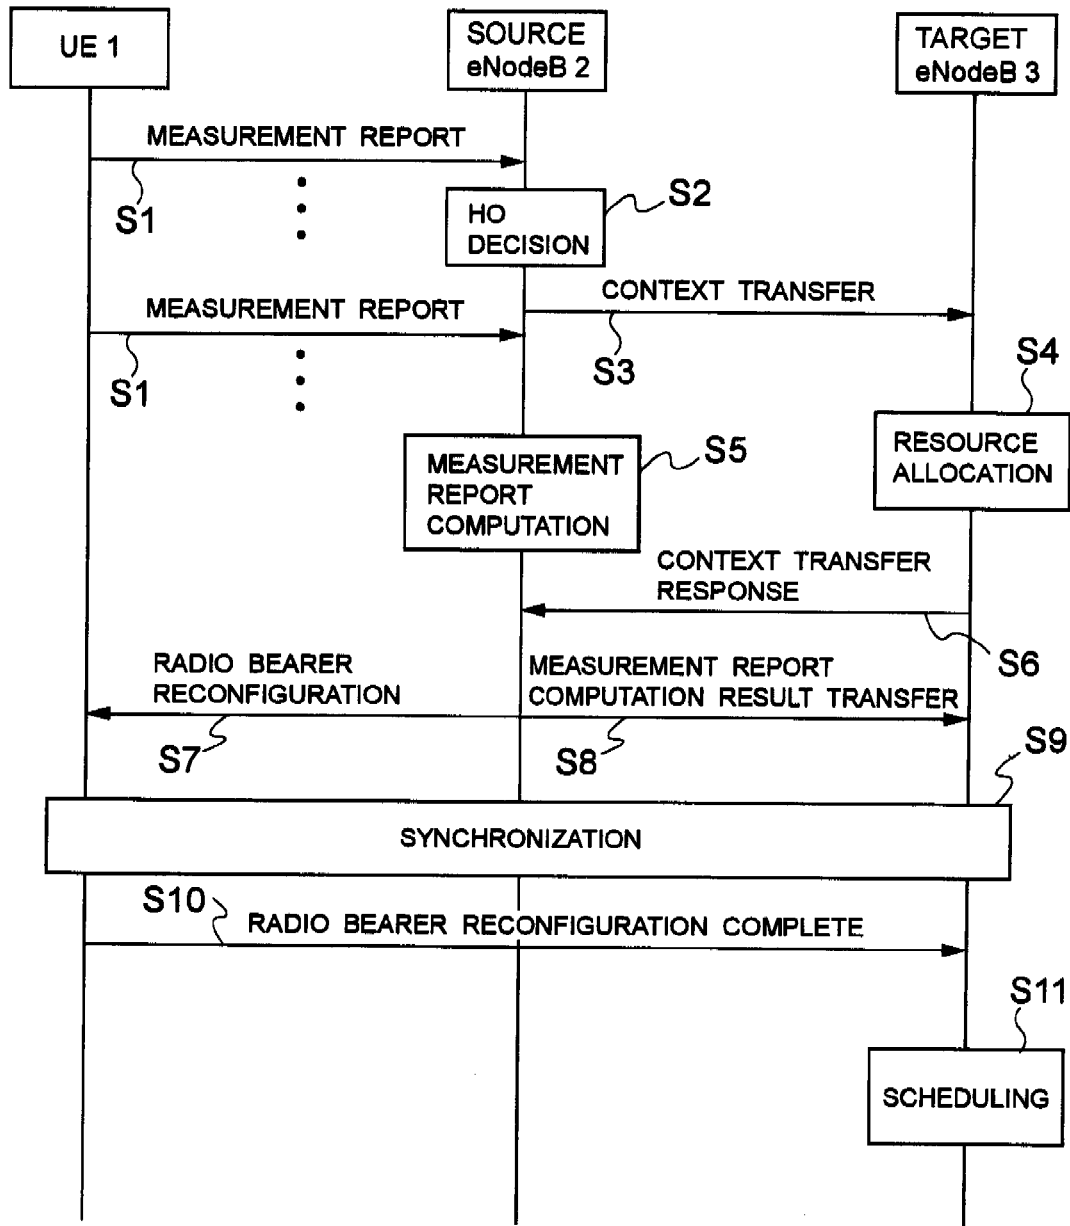 UE 1
SOURCE
eNodeB 2
TARGET
eNodeB 3
MEASUREMENT REPORT
S1
S2
HO
DECISION
CONTEXT TRANSFER
MEASUREMENT REPORT
S3
S1
S4
RESOURCE
ALLOCATION
S5
MEASUREMENT
REPORT
COMPUTATION
CONTEXT TRANSFER
RESPONSE
S6
RADIO BEARER
RECONFIGURATION
MEASUREMENT REPORT
COMPUTATION RESULT TRANSFER
S7
S8
S9
SYNCHRONIZATION
S10
RADIO BEARER RECONFIGURATION COMPLETE
S11
SCHEDULING